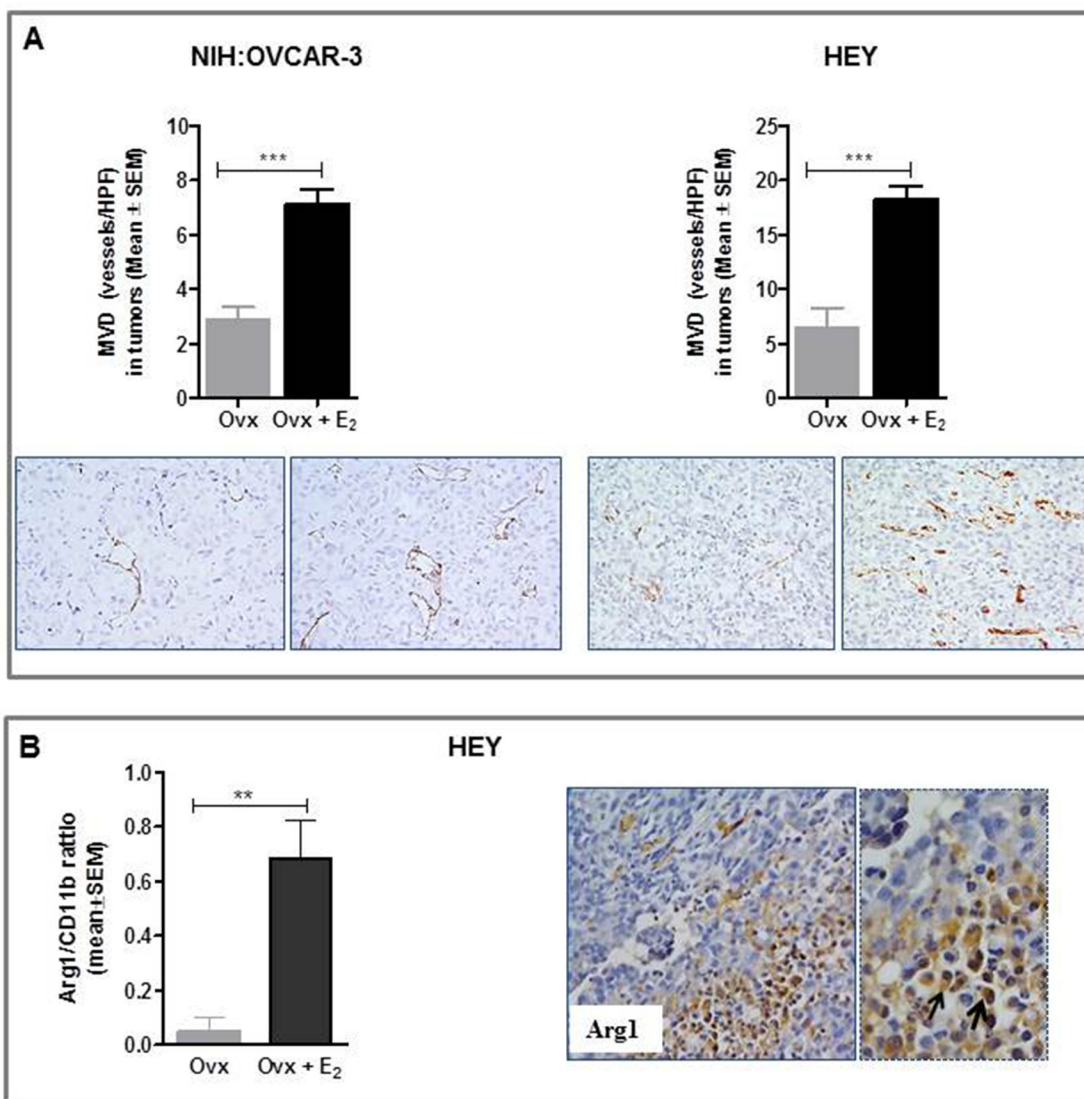 A
NIH:OVCAR-3
MVD (vessels/HPF)
in tumors (Mean ± SEM)
10
8
6
4
2
0
***
Ovx
Ovx + E₂
HEY
MVD (vessels/HPF)
in tumors (Mean ± SEM)
25
20
15
10
5
0
***
Ovx
Ovx + E₂
B
HEY
Arg1/CD11b rattio
(mean±SEM)
1.0
0.8
0.6
0.4
0.2
0.0
**
Ovx
Ovx + E₂
Arg1